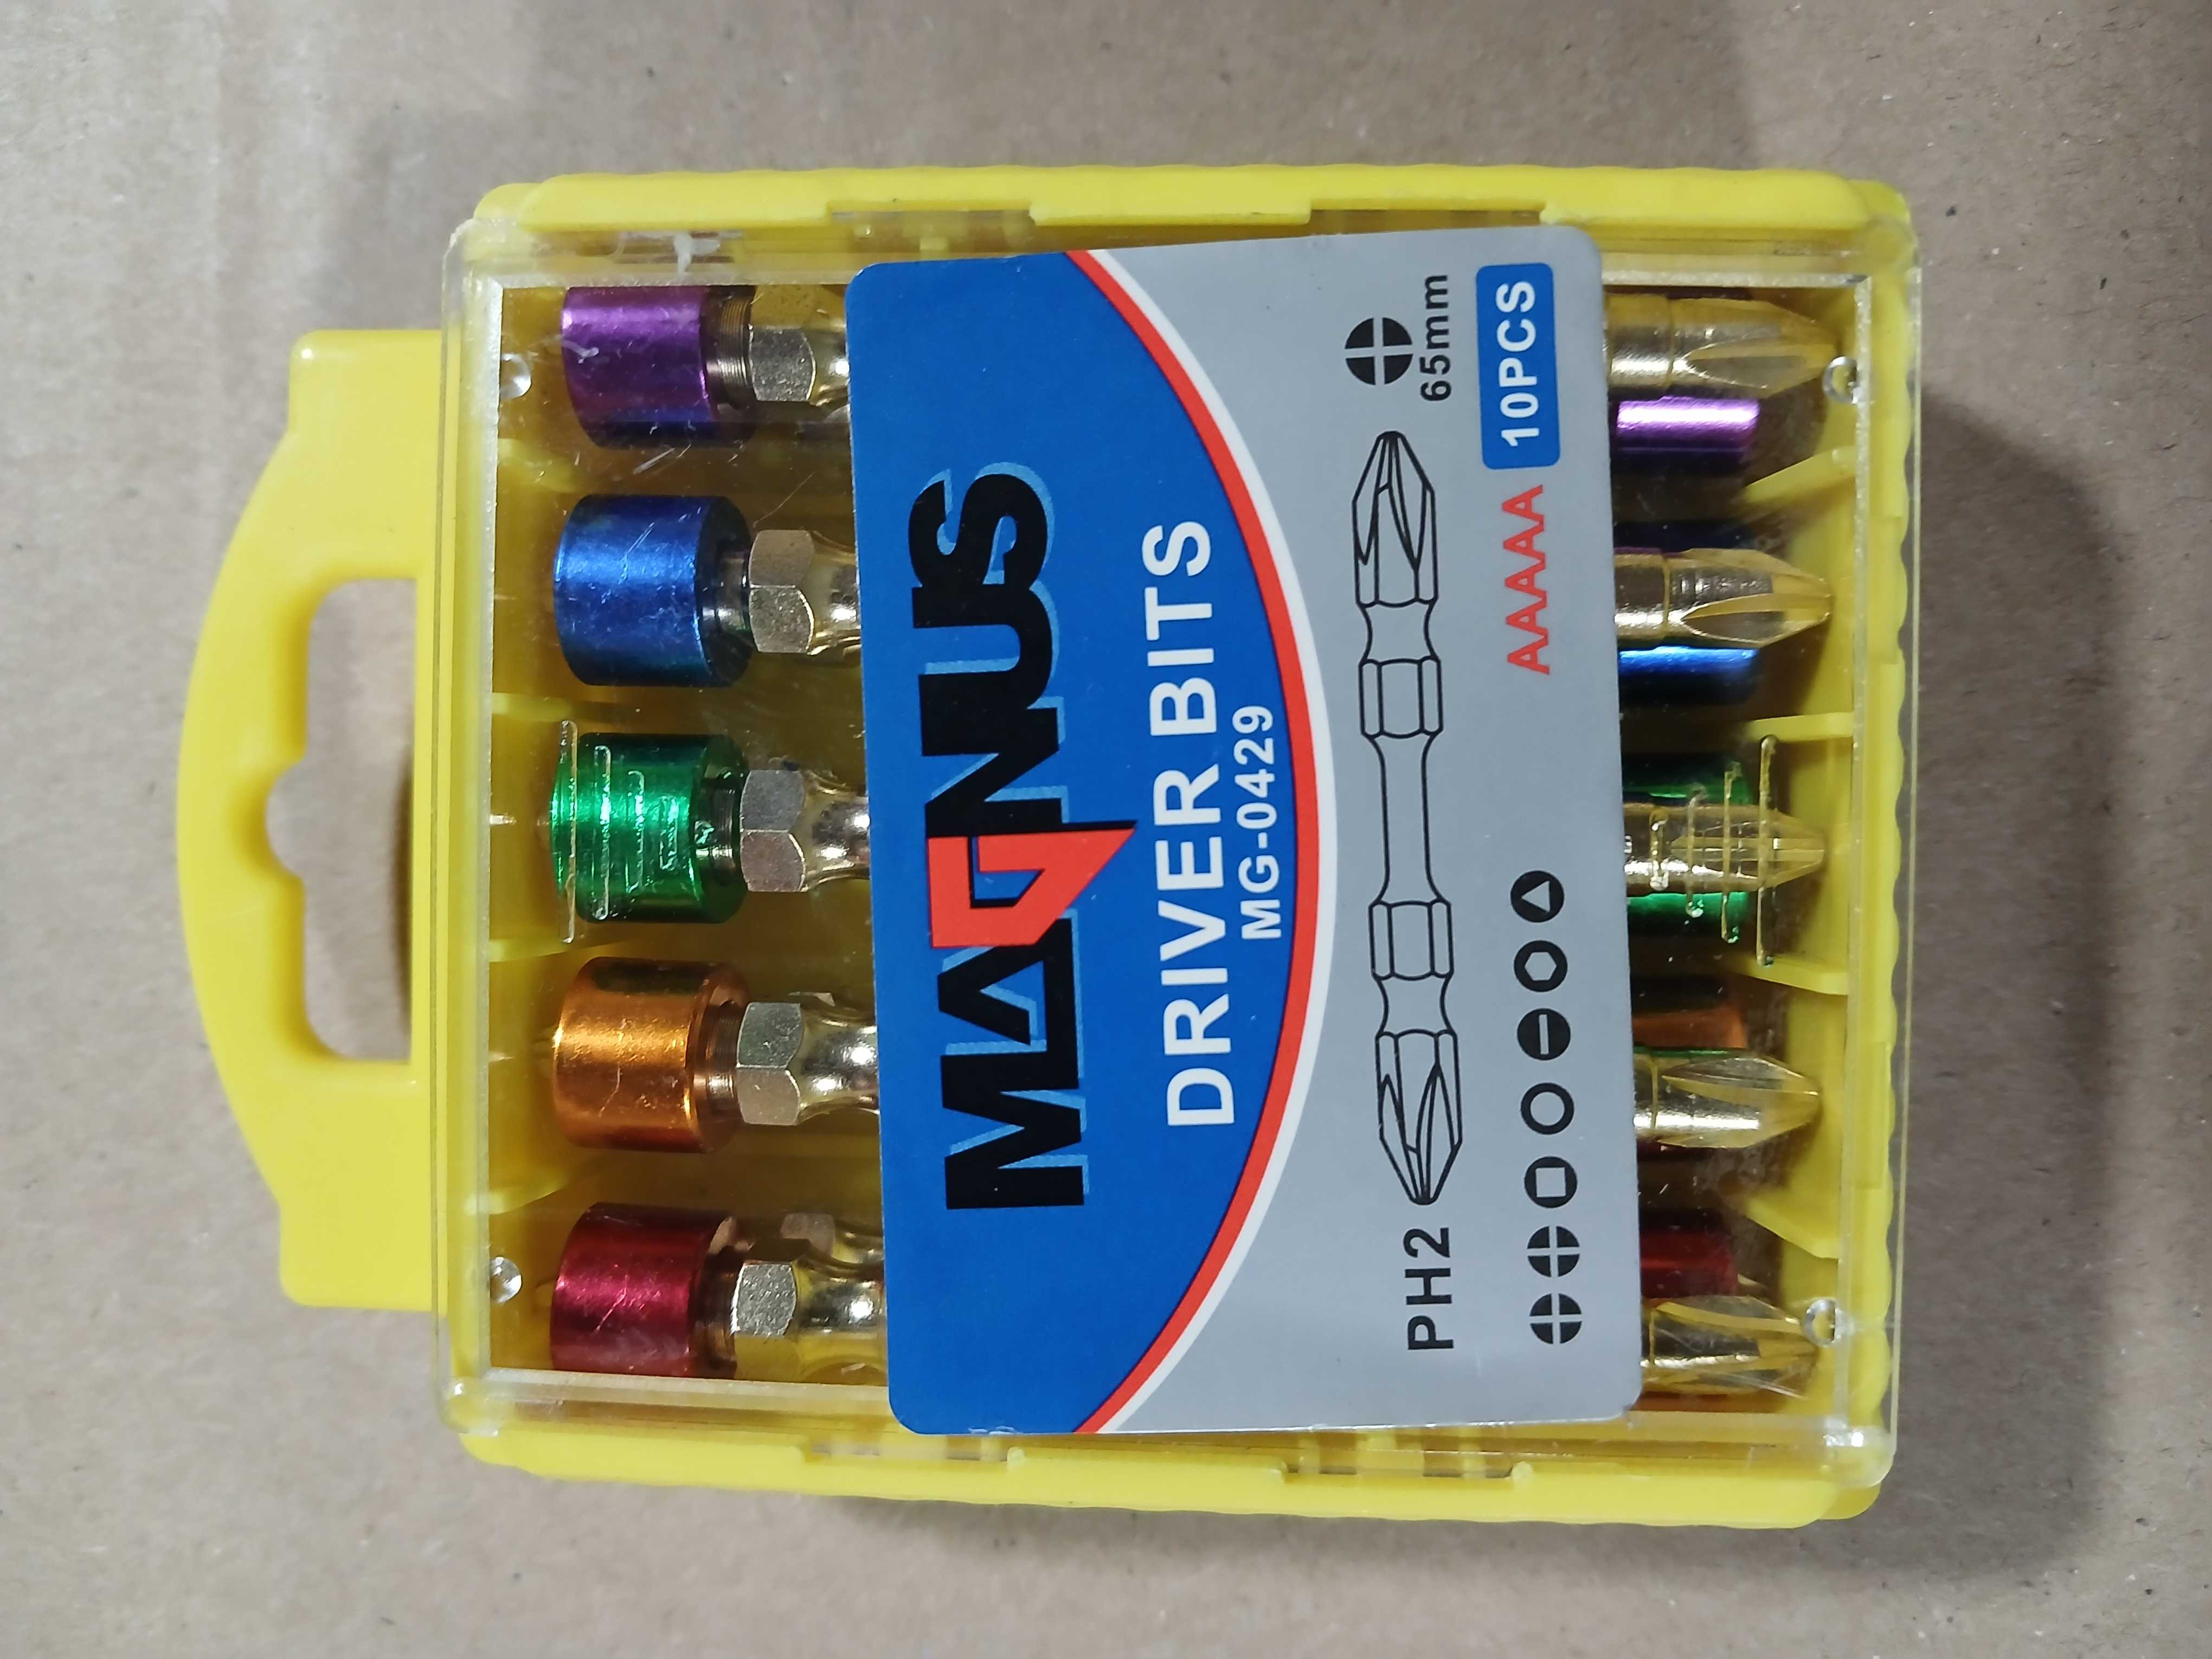 MAGNUS
DRIVER BITS
MG-0429
PH2
65mm
AAAAA 10PCS